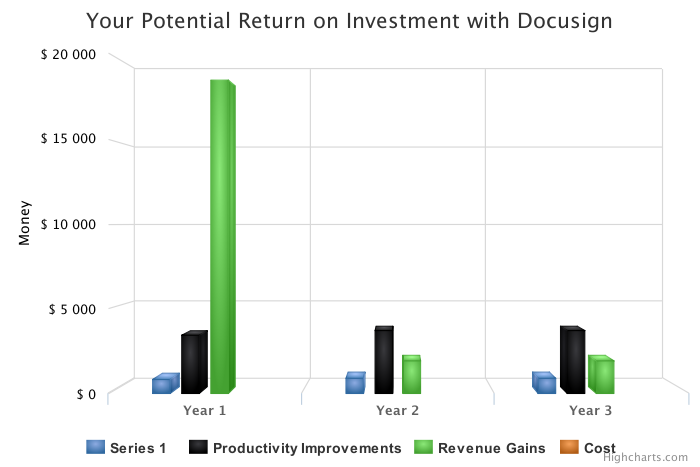 Your Potential Return on Investment with Docusign
Money
$ 20 000
$ 15 000
$ 10 000
$ 5 000
$ 0
Year 1 Year 2 Year 3
Series 1 Productivity Improvements Revenue Gains Cost
Highcharts.com